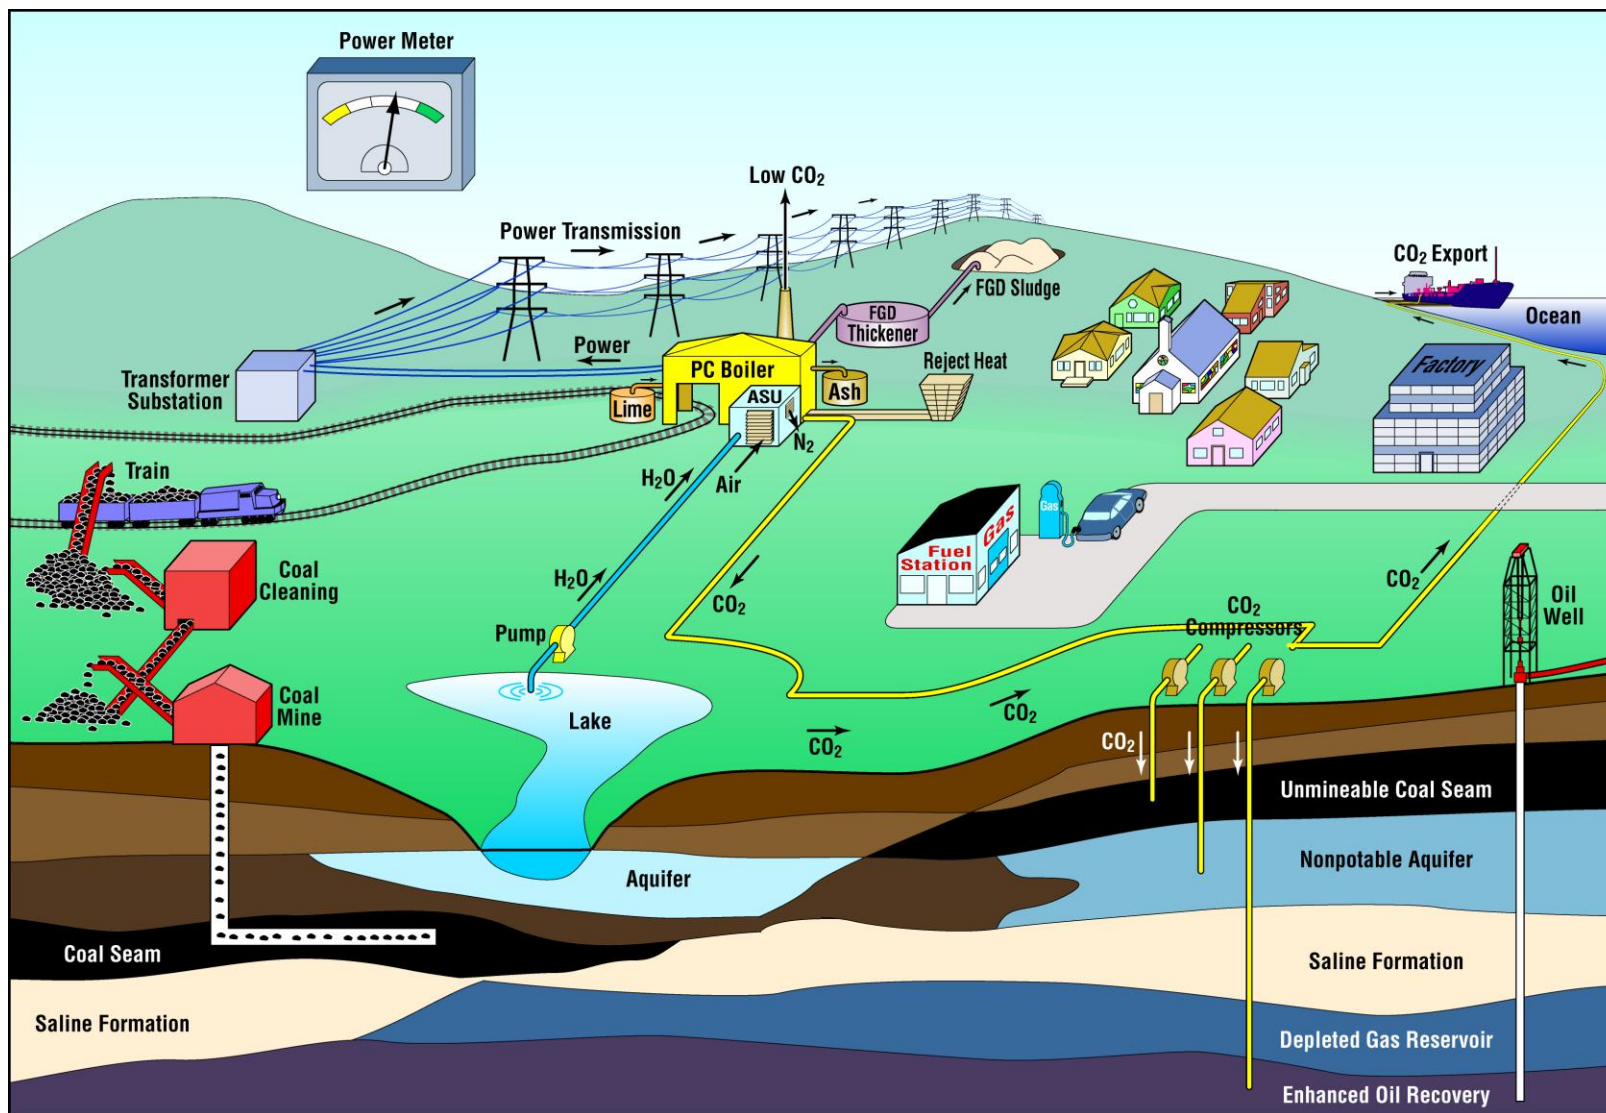 Power Meter
Low CO₂
Power Transmission
CO₂ Export
Ocean
FGD Sludge
FGD
Thickener
Power
PC Boiler
Reject Heat
Transformer
Substation
Lime
ASU
Ash
N₂
Factory
Train
H₂O
Air
Gas
Fuel
Station
Gas
Coal
Cleaning
H₂O
CO₂
CO₂
Oil
Well
Pump
CO₂
Compressors
Coal
Mine
Lake
CO₂
CO₂
CO₂
Unmineable Coal Seam
Aquifer
Nonpotable Aquifer
Coal Seam
Saline Formation
Saline Formation
Depleted Gas Reservoir
Enhanced Oil Recovery